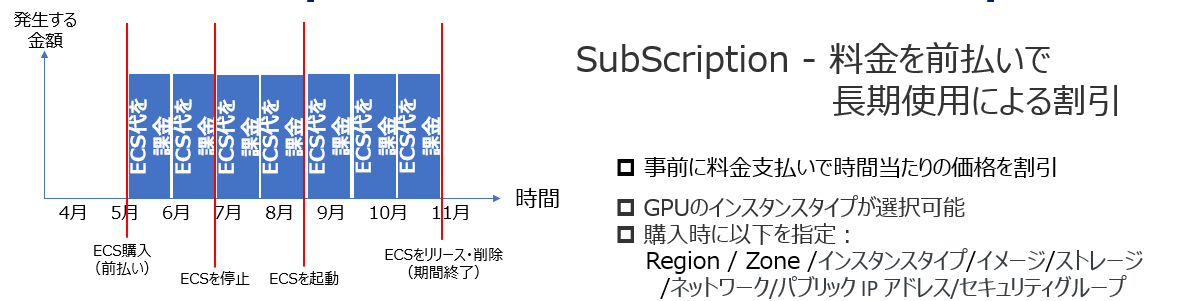 発生する
金額
ECS代を
課金
ECS代を
課金
ECS代を
課金
ECS代を
課金
ECS代を
課金
ECS代を
課金
ECS代を
課金
時間
4月 5月 6月 7月 8月 9月 10月 11月
ECS購入
(前払い)
ECSを停止
ECSを起動
ECSをリリース・削除
(期間終了)
SubScription - 料金を前払いで
長期使用による割引
事前に料金支払いで時間当たりの価格を割引
GPUのインスタンスタイプが選択可能
購入時に以下を指定：
Region / Zone /インスタンスタイプ/イメージ/ストレージ
/ネットワーク/パブリック IP アドレス/セキュリティグループ